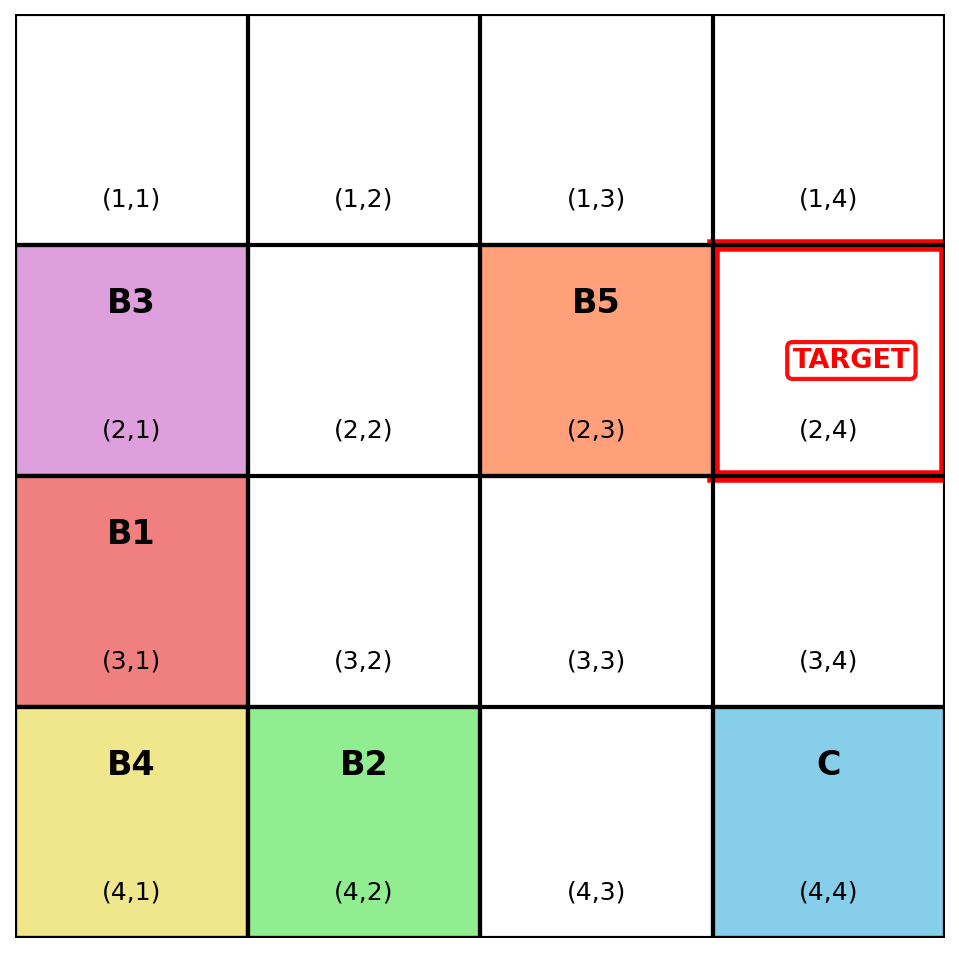 (1,1) (1,2) (1,3) (1,4)
B3 B5
TARGET
(2,1) (2,2) (2,3) (2,4)
B1
(3,1) (3,2) (3,3) (3,4)
B4 B2 C
(4,1) (4,2) (4,3) (4,4)